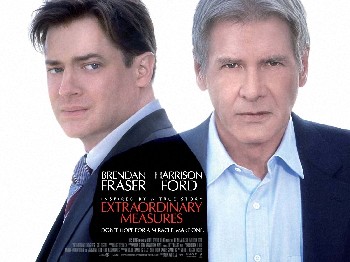 BRENDAN HARRISON
FRASER FORD
INSPIRED BY A TRUE STORY
EXTRAORDINARY
MEASURES
DON'T HOPE FOR A MIRACLE. MAKE ONE.